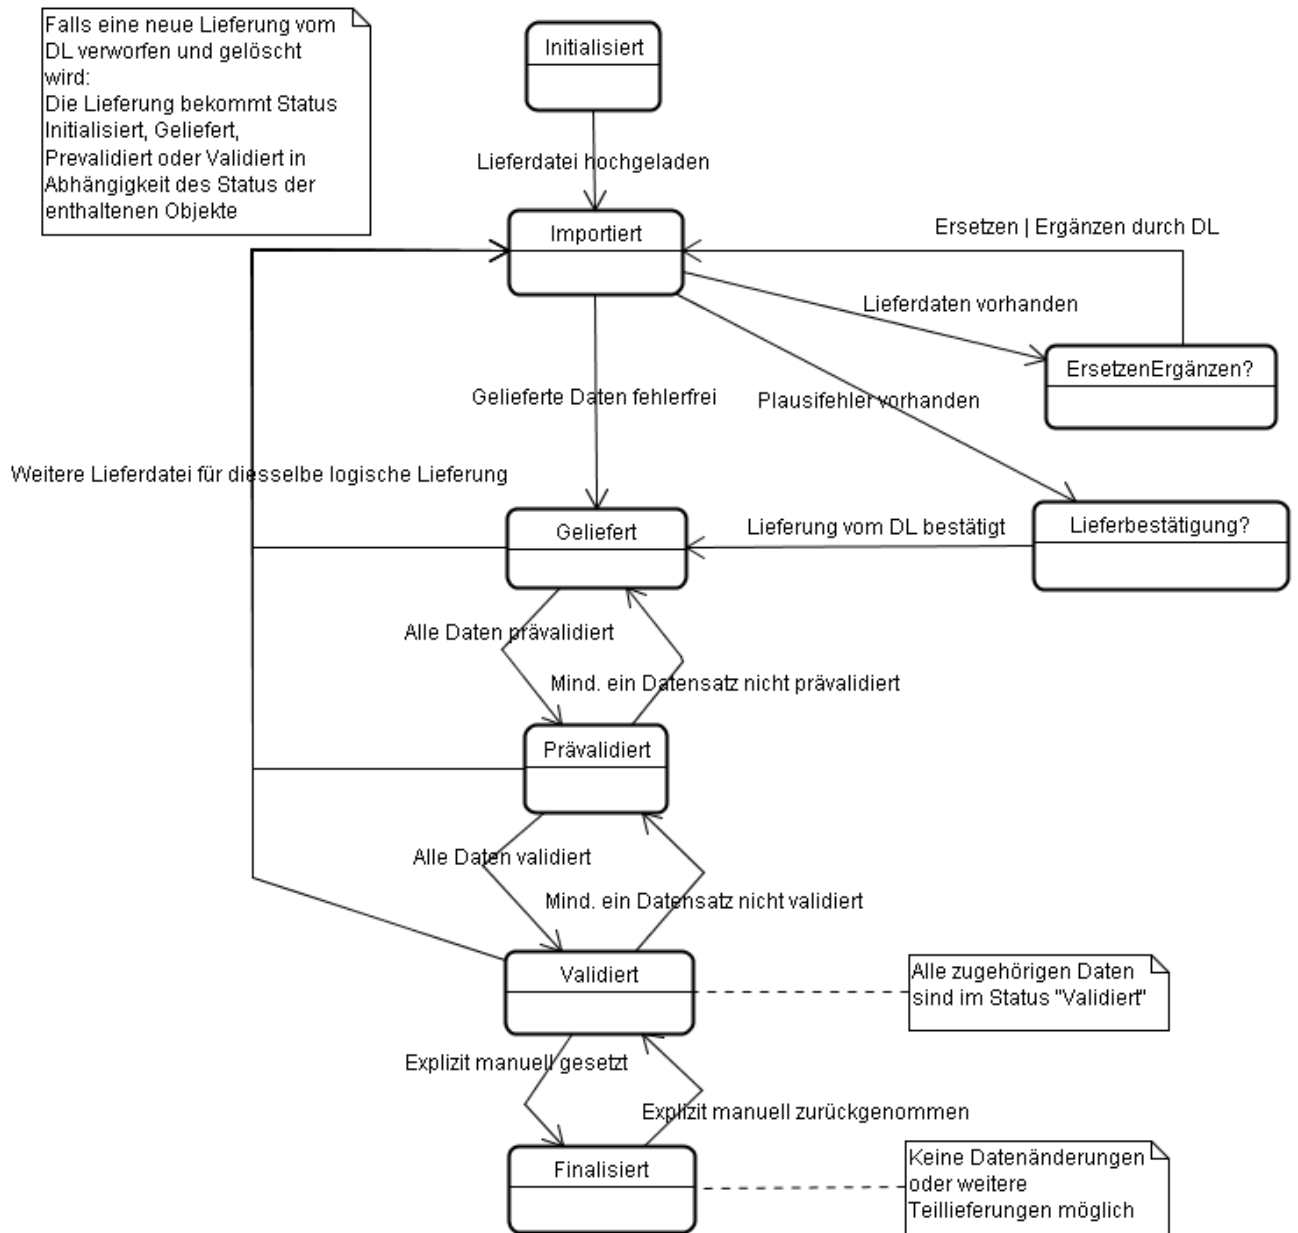 Falls eine neue Lieferung vom
DL verworfen und gelöscht
wird:
Die Lieferung bekommt Status
Initialisiert, Geliefert,
Prevalidiert oder Validiert in
Abhängigkeit des Status der
enthaltenen Objekte
Initialisiert
Lieferdatei hochgeladen
Importiert
Ersetzen | Ergänzen durch DL
Lieferdaten vorhanden
ErsetzenErgänzen?
Gelieferte Daten fehlerfrei
Plausifehler vorhanden
Weitere Lieferdatei für diesselbe logische Lieferung
Geliefert
Lieferung vom DL bestätigt
Lieferbestätigung?
Alle Daten prävalidiert
Mind. ein Datensatz nicht prävalidiert
Prävalidiert
Alle Daten validiert
Mind. ein Datensatz nicht validiert
Validiert
Alle zugehörigen Daten
sind im Status "Validiert"
Explizit manuell gesetzt
Explizit manuell zurückgenommen
Finalisiert
Keine Datenänderungen
oder weitere
Teillieferungen möglich